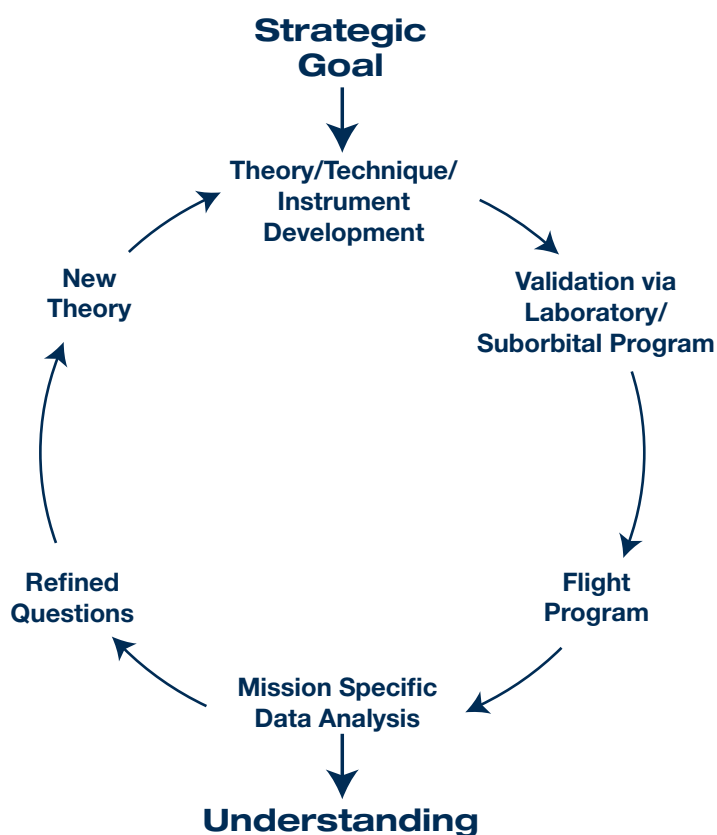 Strategic
Goal
Theory/Technique/
Instrument
Development
Validation via
Laboratory/
Suborbital Program
Flight
Program
Mission Specific
Data Analysis
Understanding
Refined
Questions
New
Theory